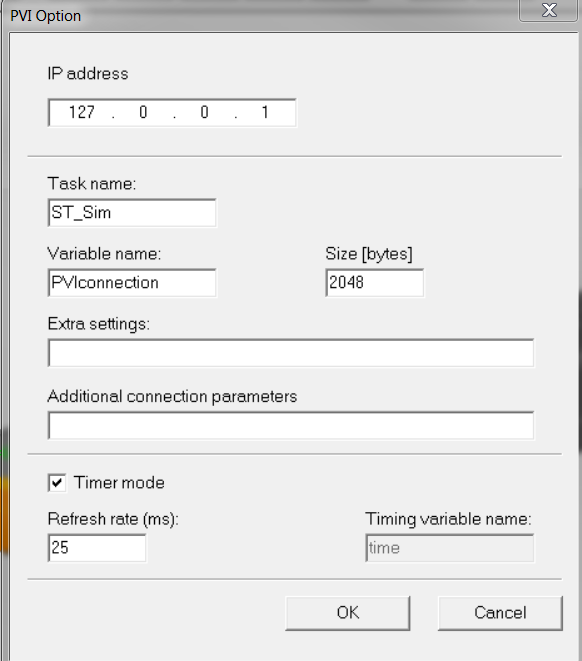 PVI Option
IP address
127 . 0 . 0 . 1
Task name:
ST_Sim
Variable name: Size [bytes]
PVIconnection 2048
Extra settings:
Additional connection parameters
Timer mode
Refresh rate (ms): Timing variable name:
25 time
OK Cancel